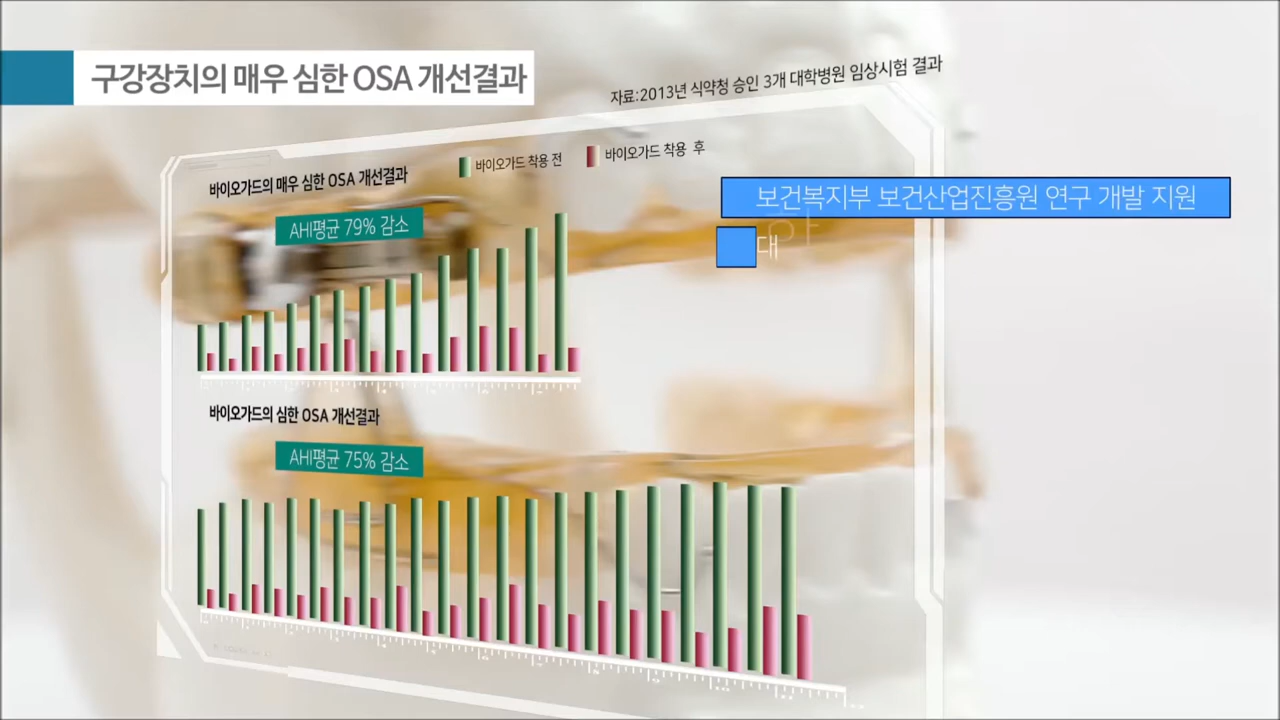 구강장치의 매우 심한 OSA 개선결과
자료:2013년 식약청 승인 3개 대학병원 임상시험 결과
바이오가드 착용 전
바이오가드 착용 후
바이오가드의 매우 심한 OSA 개선결과
AHI평균 79% 감소
보건복지부 보건산업진흥원 연구 개발 지원
대
한
바이오가드의 심한 OSA 개선결과
AHI평균 75% 감소